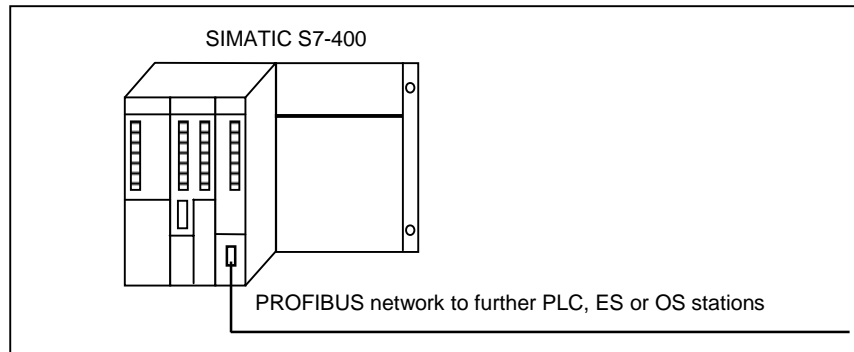 SIMATIC S7-400
PROFIBUS network to further PLC, ES or OS stations